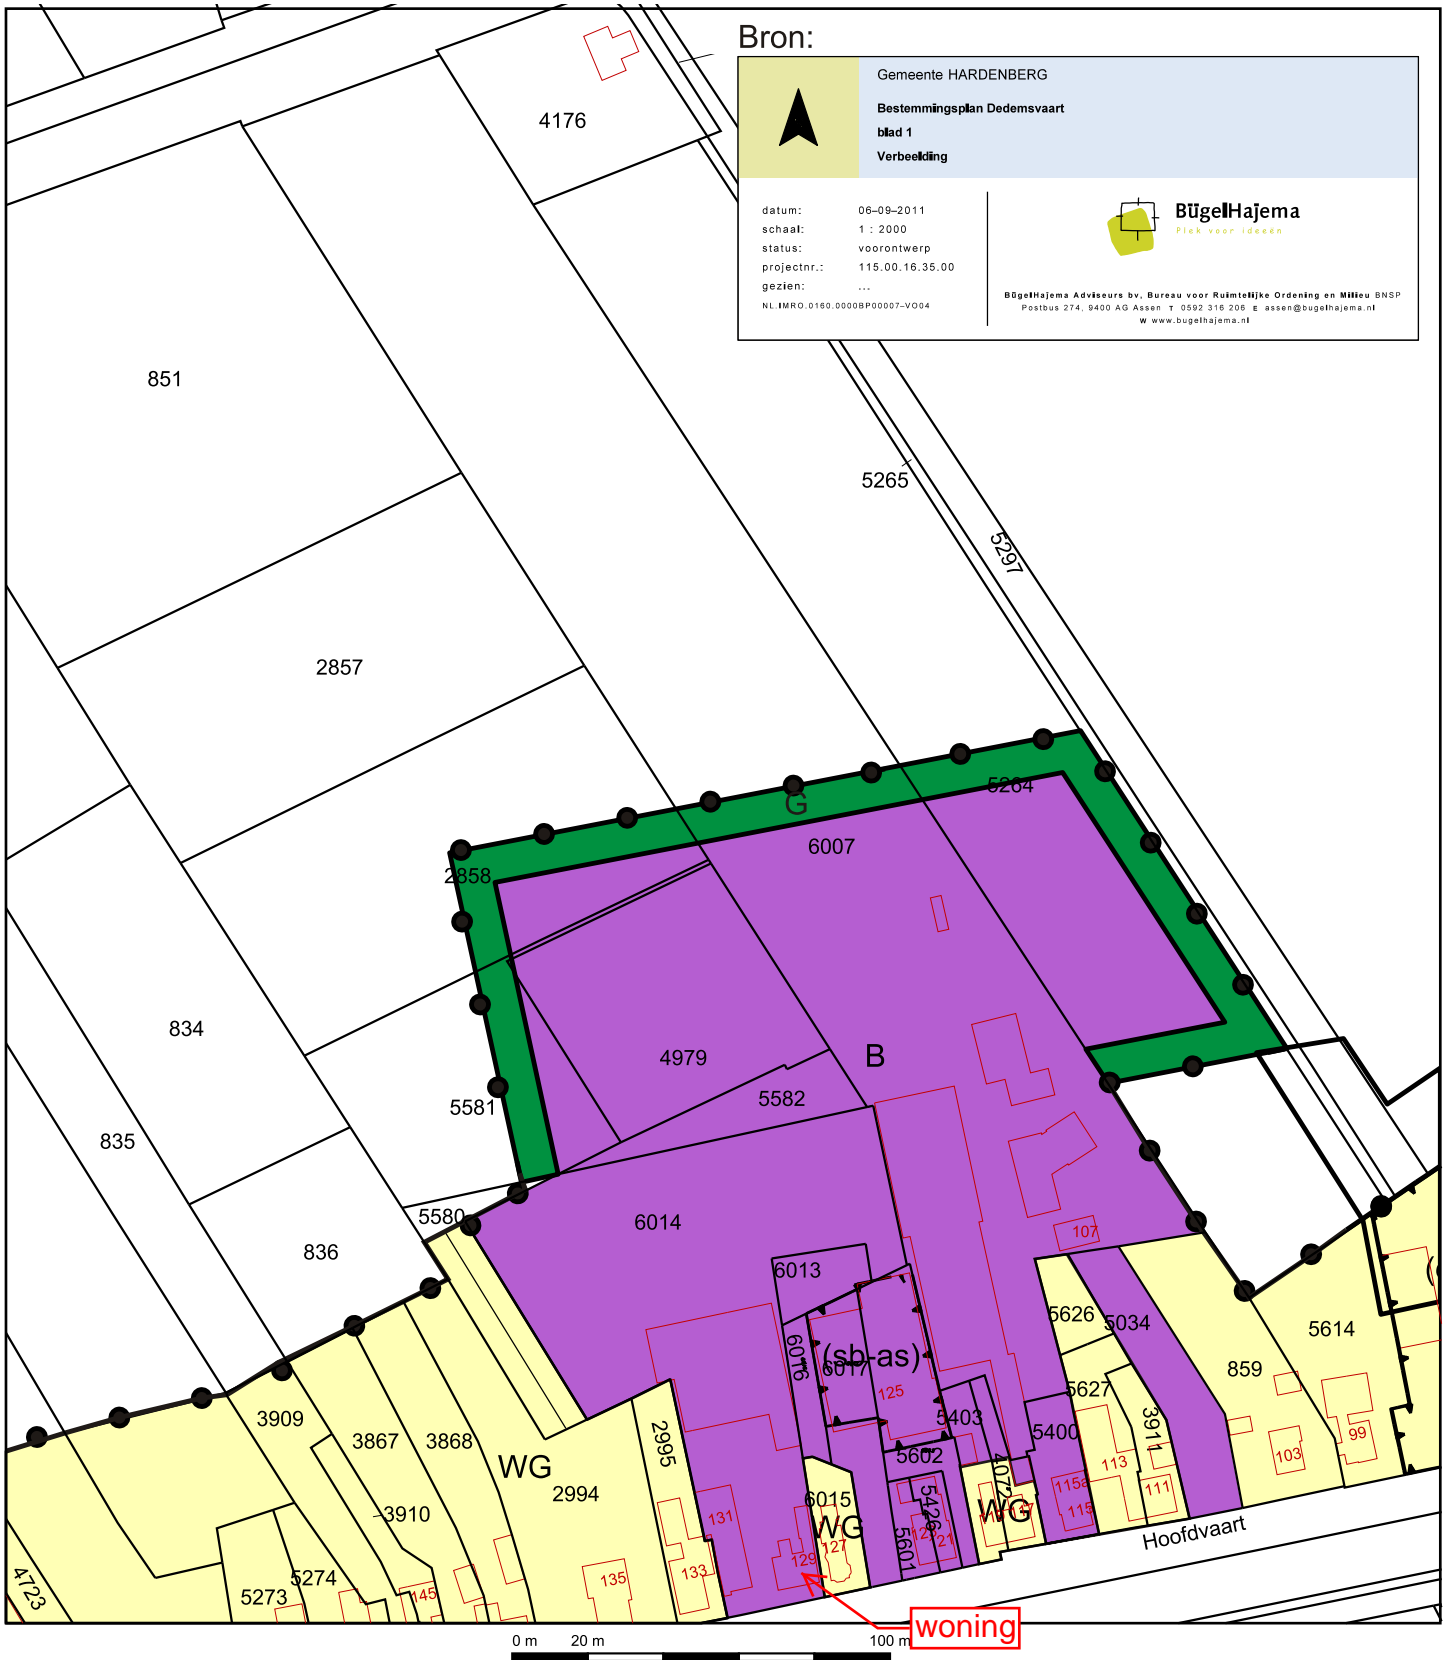 Bron:
Gemeente HARDENBERG
Bestemmingsplan Dedemsvaart
blad 1
Verbeelding
datum: 06-09-2011
schaal: 1 : 2000
status: voorontwerp
projectnr.: 115.00.16.35.00
gezien: ...
NL.IMRO.0160.0000BP00007-VO04
BügelHajema
Plek voor ideeën
BügelHajema Adviseurs bv, Bureau voor Ruimtelijke Ordening en Milieu BNSP
Postbus 274, 9400 AG Assen T 0592 316 206 E assen@bugelhajema.nl
W www.bugelhajema.nl
4176
851
5265
5297
2857
5264
G
6007
2858
834
4979
B
5582
5581
835
5580
6014
836
107
6013
5626
5034
5614
6016
(sb-as)
6017
859
125
5627
3909
3867
3868
2995
5403
5400
3911
99
103
WG
5602
4072
113
2994
111
3910
6015
5426
115a
WG
WG
117
115
131
127
121
5601
129
Hoofdvaart
4723
5274
5273
145
135
133
woning
0 m 20 m 100 m